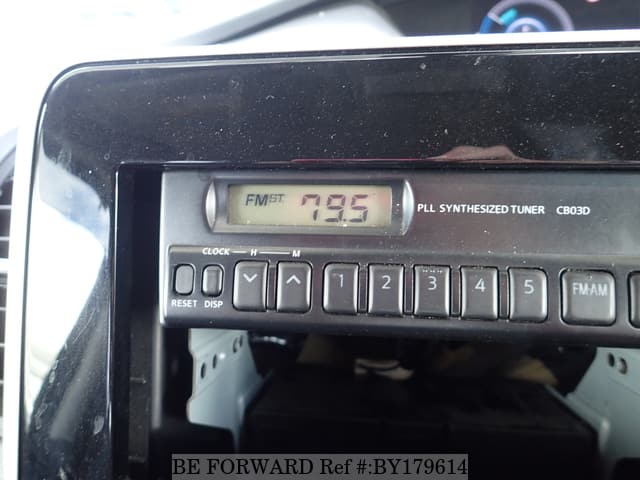 FM ST. 79.5
PLL SYNTHESIZED TUNER CB03D
CLOCK H M
RESET DISP 1 2 3 4 5 FM·AM
BE FORWARD Ref #:BY179614